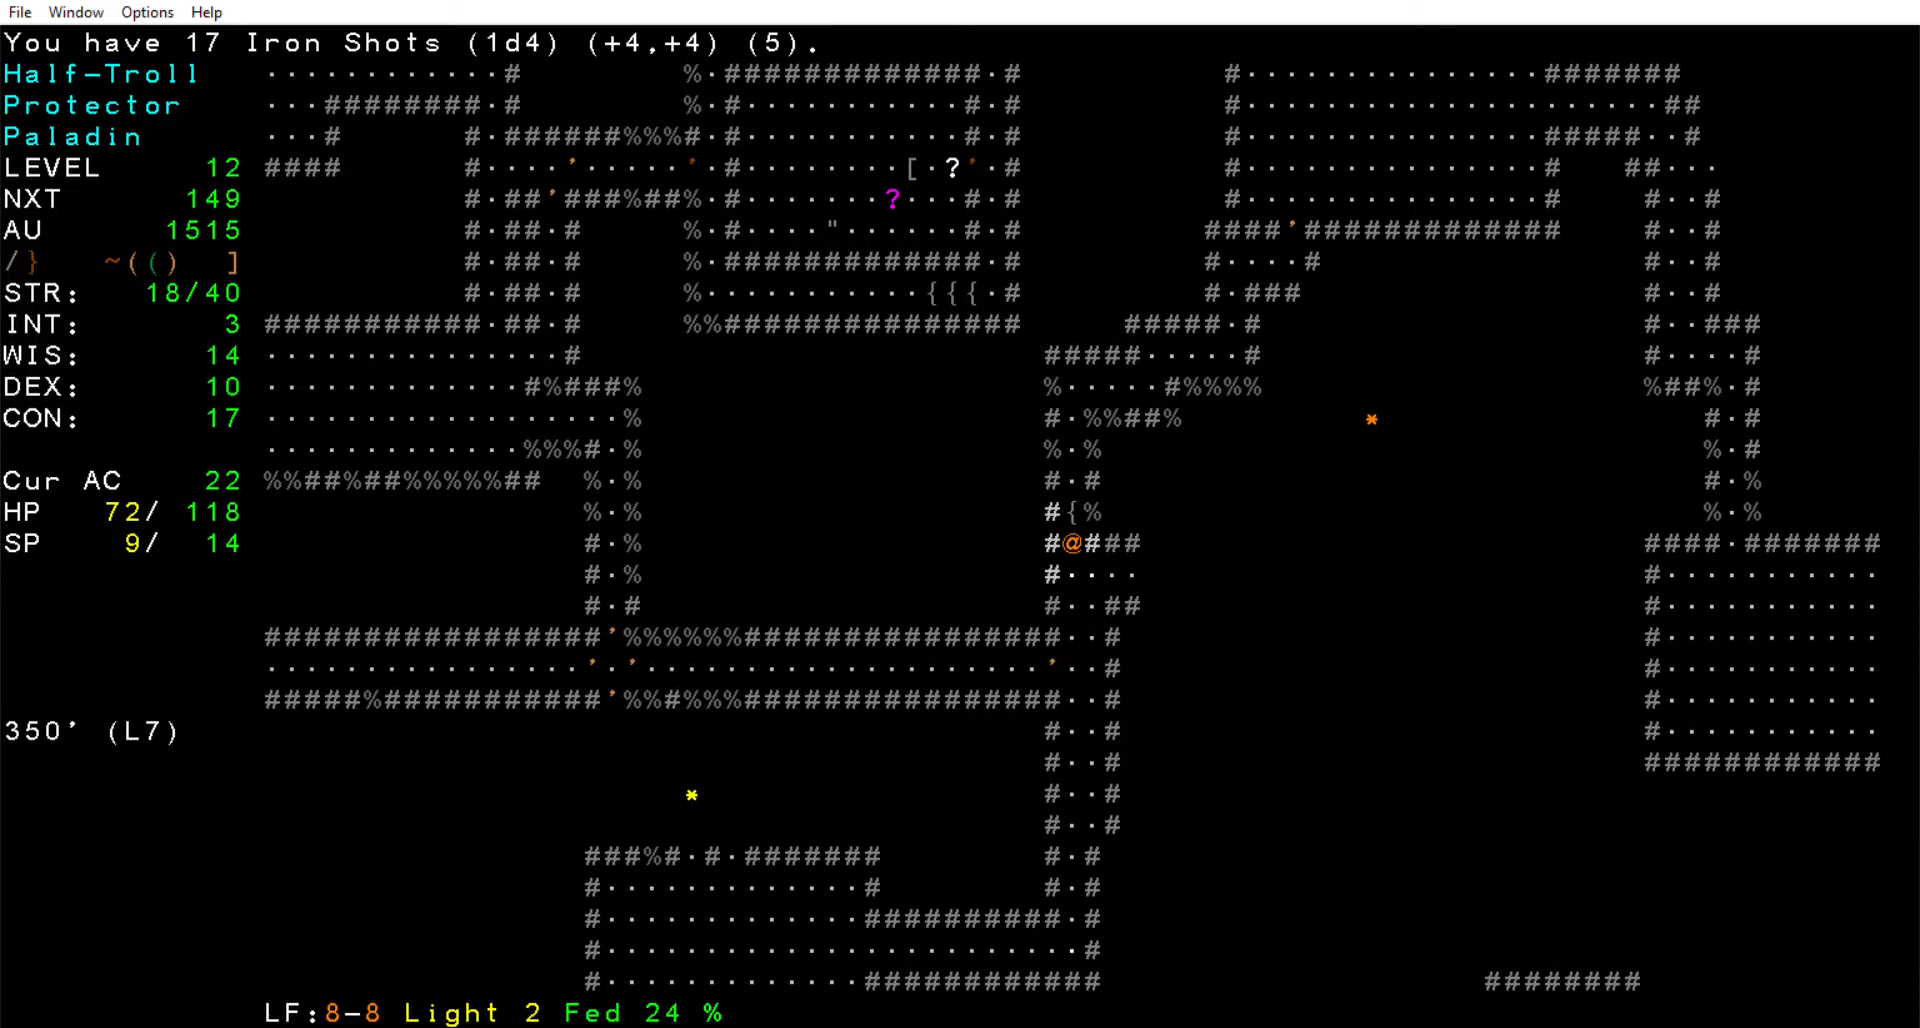 File Window Options Help
You have 17 Iron Shots (1d4) (+4,+4) (5).
Half-Troll
Protector
Paladin
LEVEL 12
NXT 149
AU 1515
STR: 18/40
INT: 3
WIS: 14
DEX: 10
CON: 17
Cur AC 22
HP 72/ 118
SP 9/ 14
350' (L7)
LF:8-8 Light 2 Fed 24 %